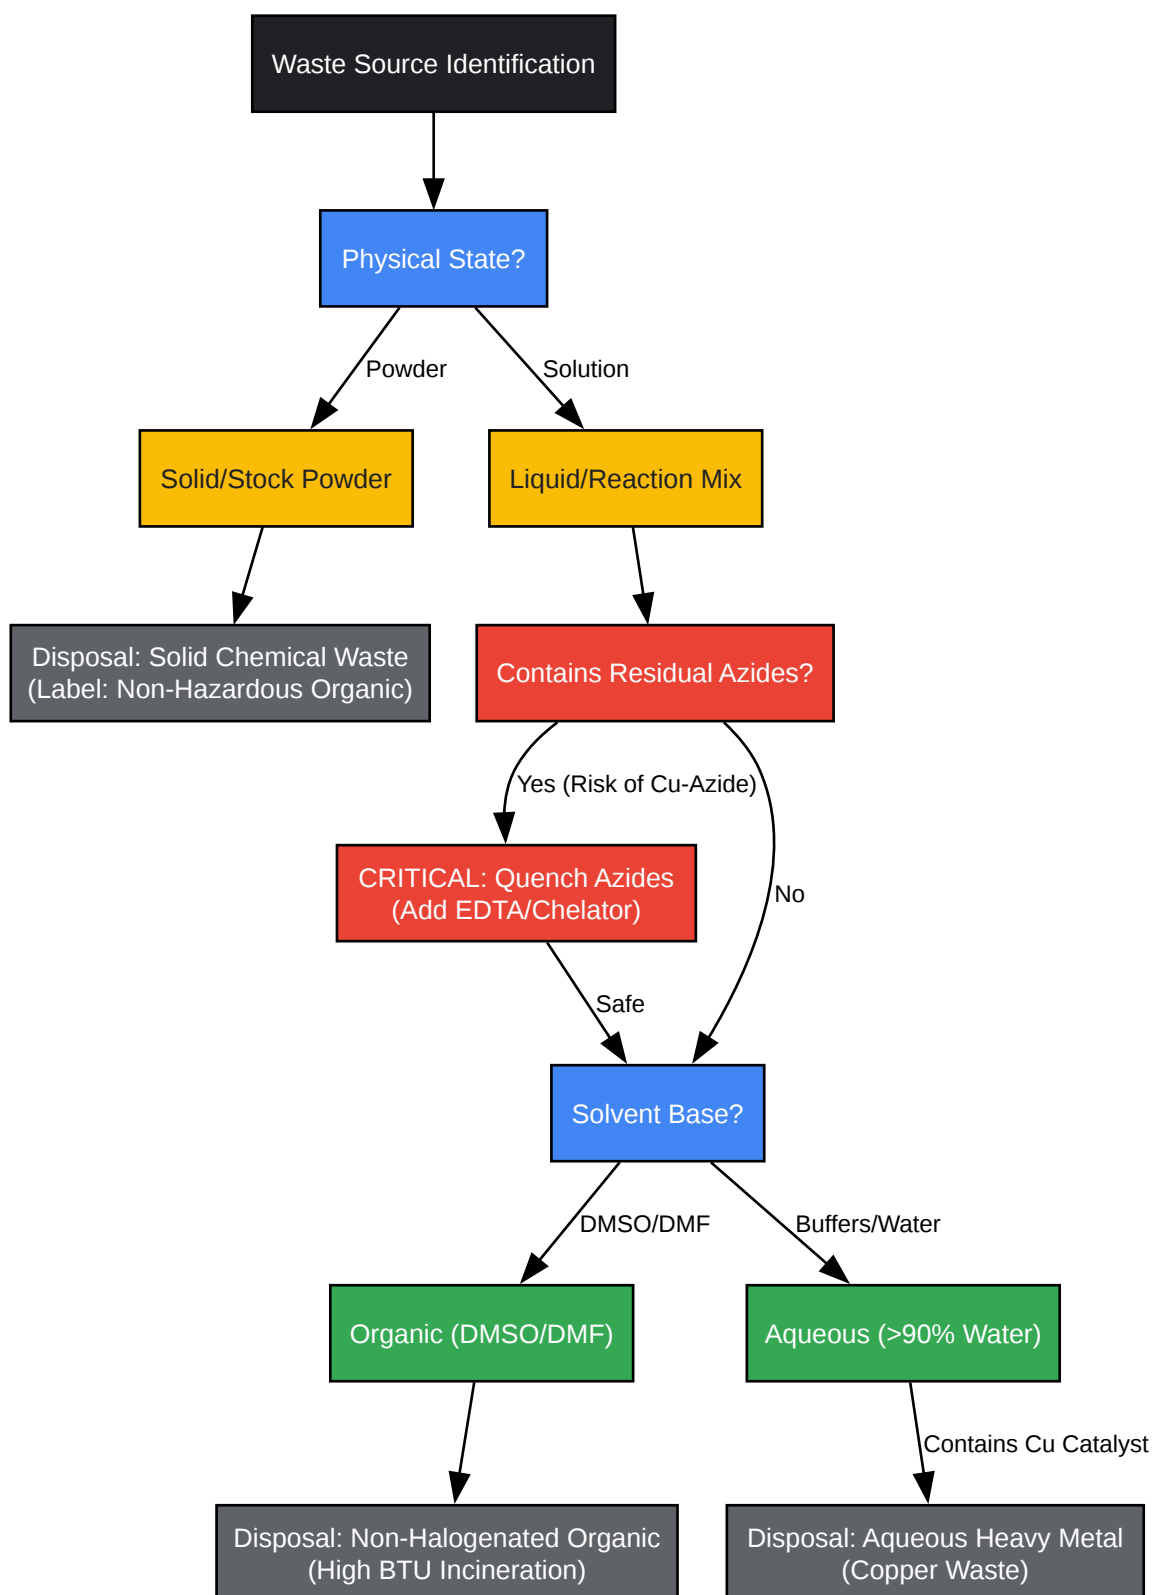 Waste Source Identification
Physical State?
Powder
Solution
Solid/Stock Powder
Liquid/Reaction Mix
Disposal: Solid Chemical Waste
(Label: Non-Hazardous Organic)
Contains Residual Azides?
Yes (Risk of Cu-Azide)
CRITICAL: Quench Azides
(Add EDTA/Chelator)
No
Safe
Solvent Base?
DMSO/DMF
Buffers/Water
Organic (DMSO/DMF)
Aqueous (>90% Water)
Contains Cu Catalyst
Disposal: Non-Halogenated Organic
(High BTU Incineration)
Disposal: Aqueous Heavy Metal
(Copper Waste)